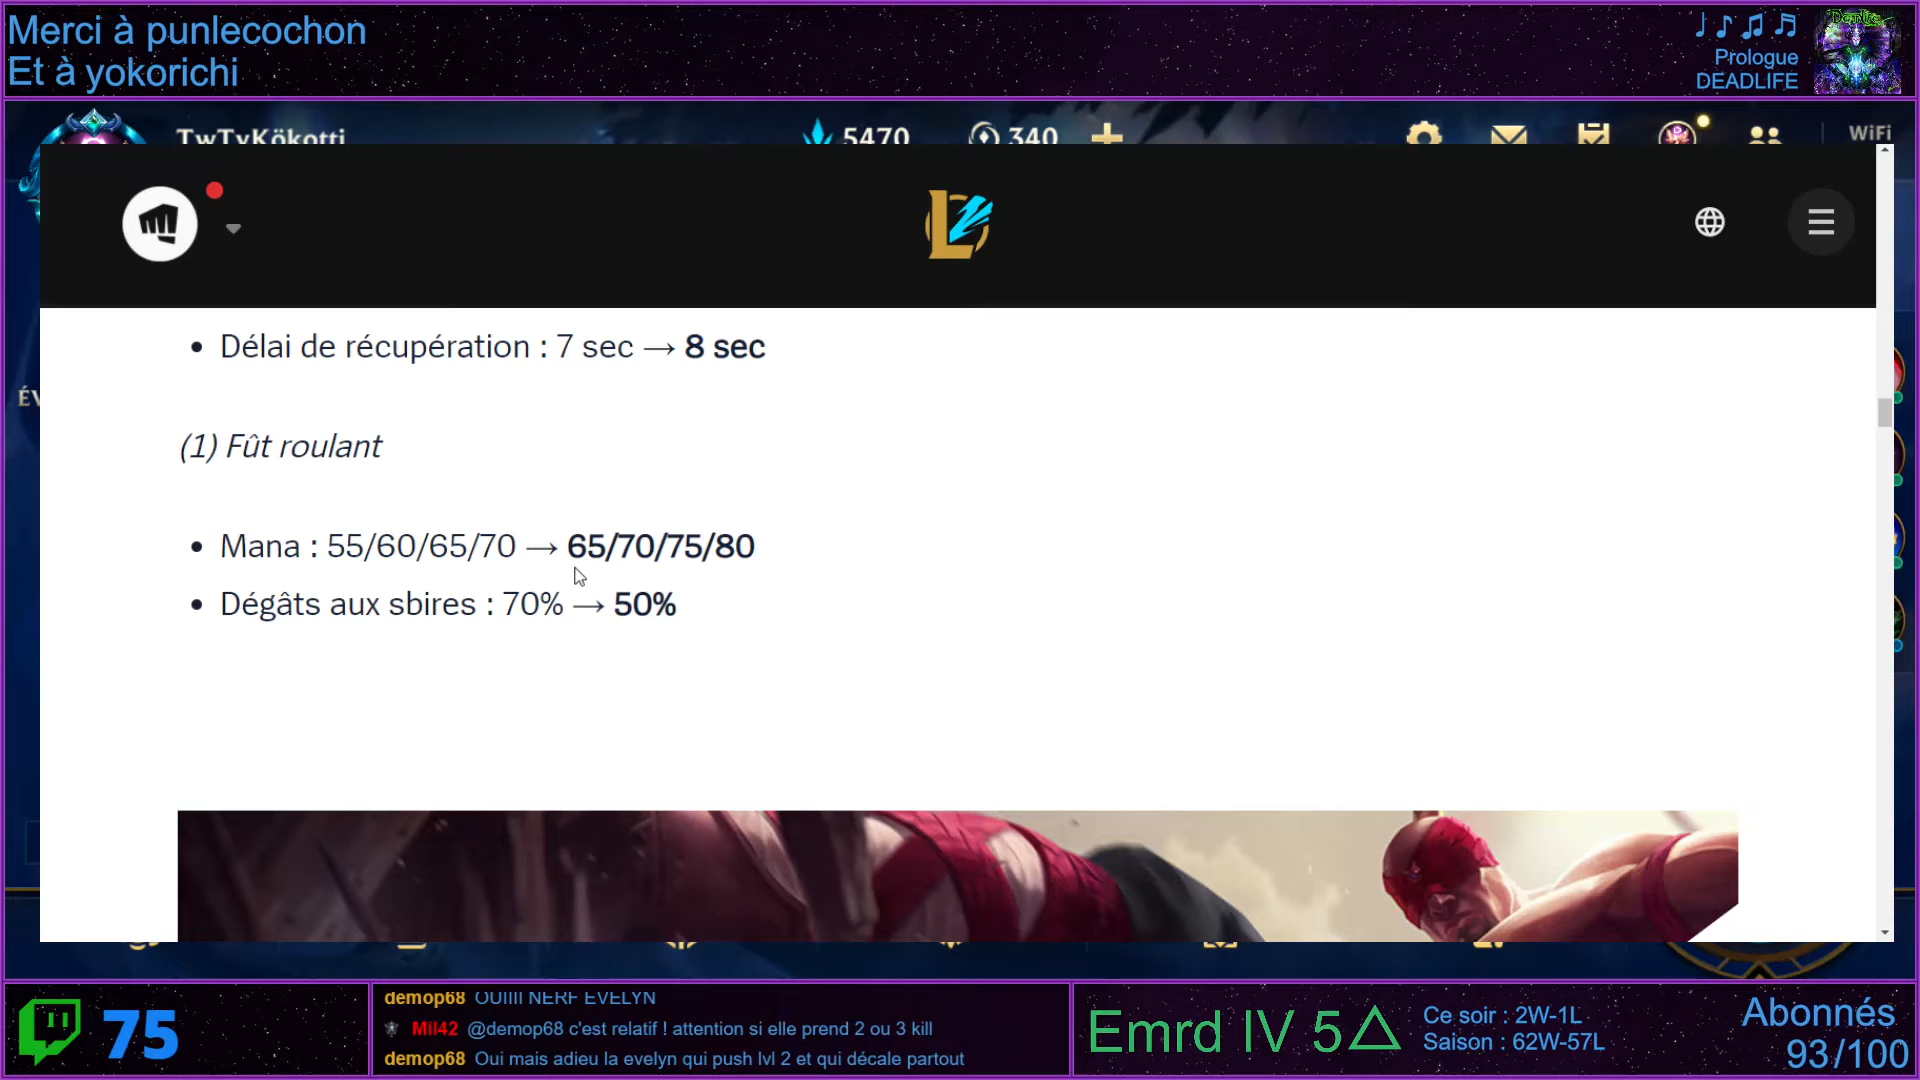 Merci à punlecochon
Et à yokorichi
♩ ♪ ♫ ♬
Prologue
DEADLIFE
TwTvKökotti
5470
340
WiFi
Délai de récupération : 7 sec → 8 sec
(1) Fût roulant
Mana : 55/60/65/70 → 65/70/75/80
Dégâts aux sbires : 70% → 50%
75
demop68 OUIIII NERF EVELYN
Mil42 @demop68 c'est relatif ! attention si elle prend 2 ou 3 kill
demop68 Oui mais adieu la evelyn qui push lvl 2 et qui décale partout
Emrd IV 5△
Ce soir : 2W-1L
Saison : 62W-57L
Abonnés
93/100